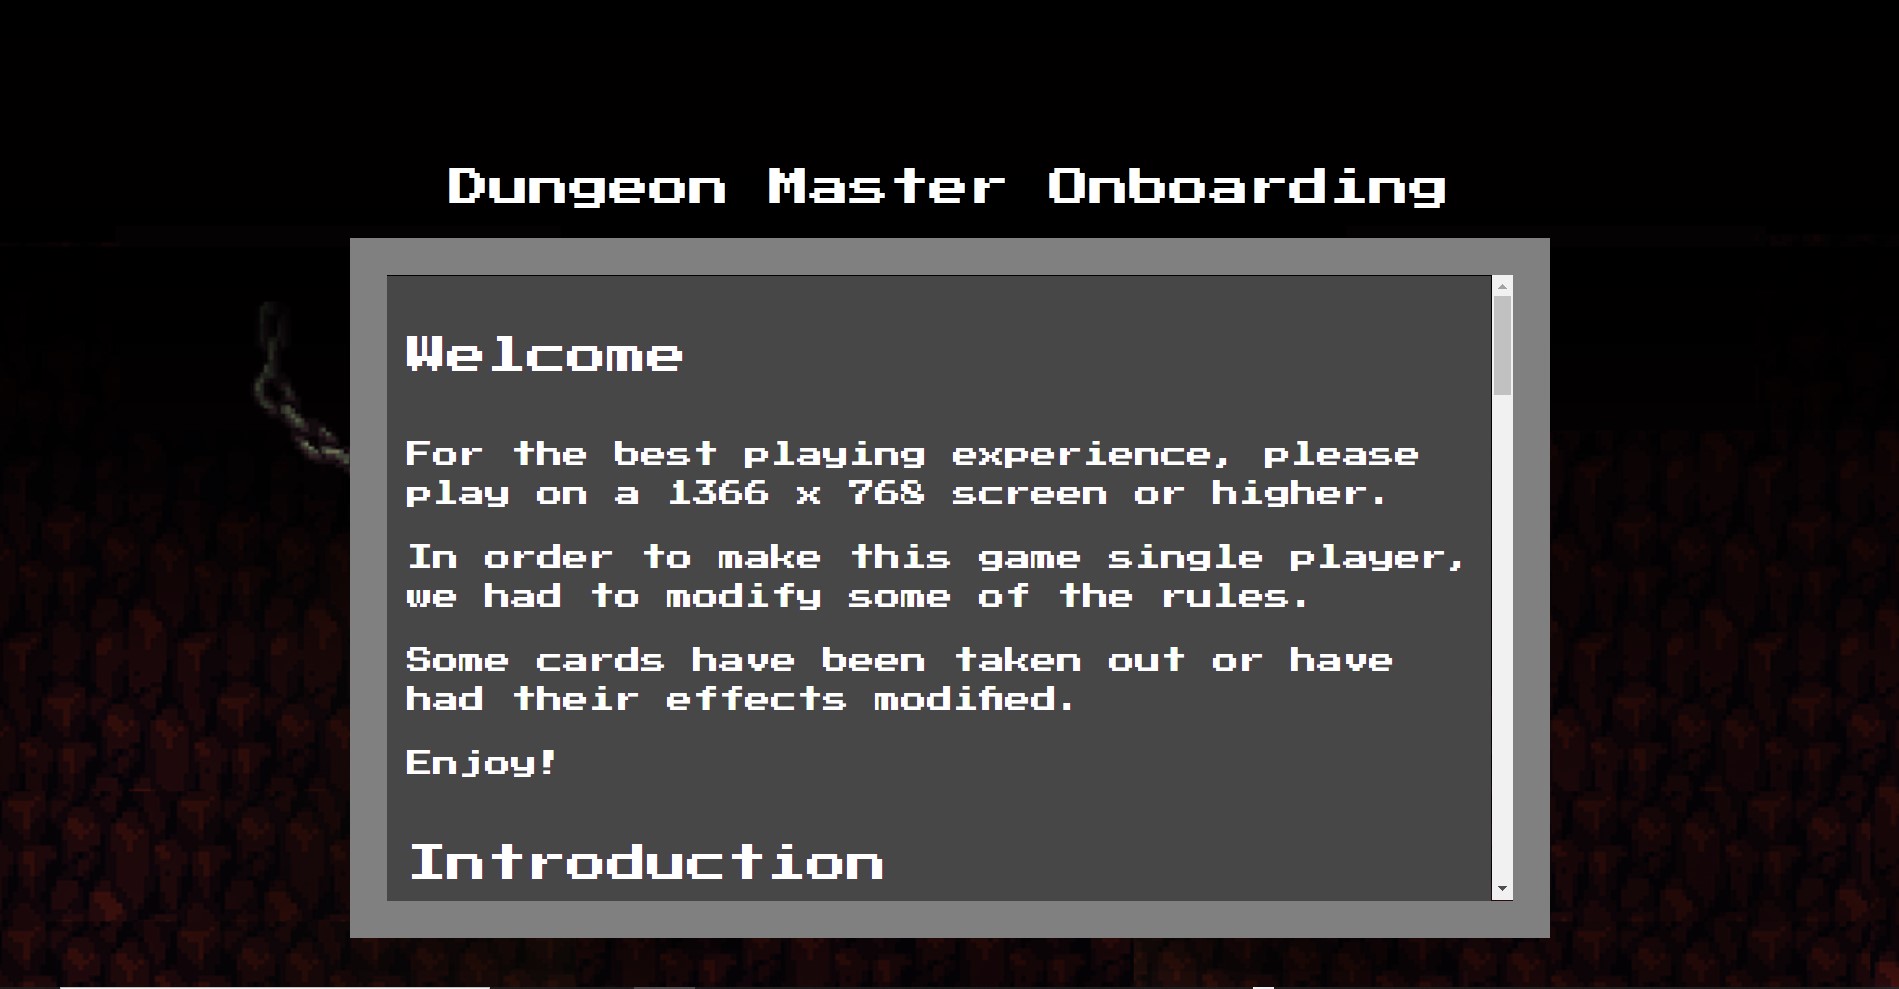 Dungeon Master Onboarding
Welcome
For the best playing experience, please
play on a 1366 x 768 screen or higher.
In order to make this game single player,
we had to modify some of the rules.
Some cards have been taken out or have
had their effects modified.
Enjoy!
Introduction